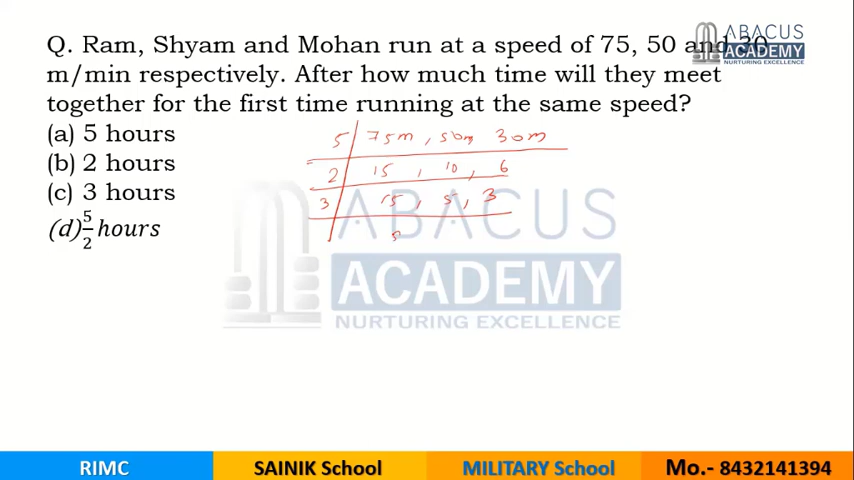 Q. Ram, Shyam and Mohan run at a speed of 75, 50 and 30
m/min respectively. After how much time will they meet
together for the first time running at the same speed?
(a) 5 hours
(b) 2 hours
(c) 3 hours
(d) 5/2 hours
5 | 75m, 50m 30m
2 | 15, 10, 6
3 | 15, 5, 3
5
ABACUS
ACADEMY
NURTURING EXCELLENCE
ABACUS
ACADEMY
NURTURING EXCELLENCE
RIMC
SAINIK School
MILITARY School
Mo.- 8432141394